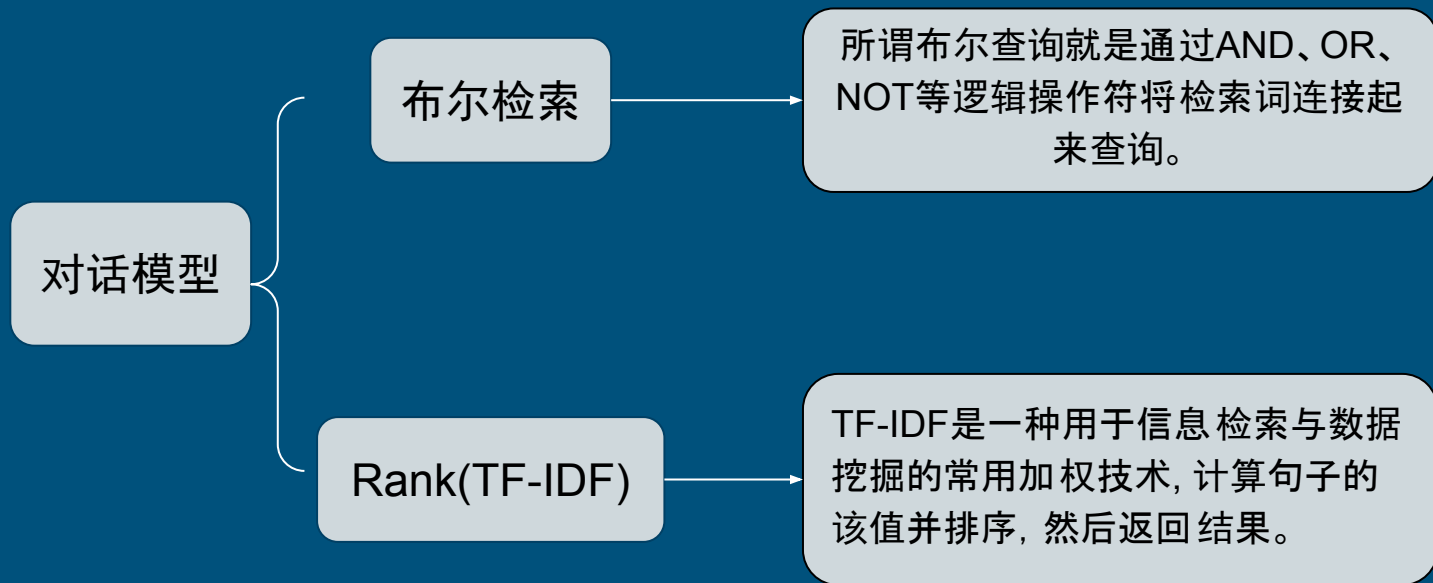 对话模型
布尔检索
所谓布尔查询就是通过AND、OR、
NOT等逻辑操作符将检索词连接起
来查询。
Rank(TF-IDF)
TF-IDF是一种用于信息检索与数据
挖掘的常用加权技术, 计算句子的
该值并排序, 然后返回结果。